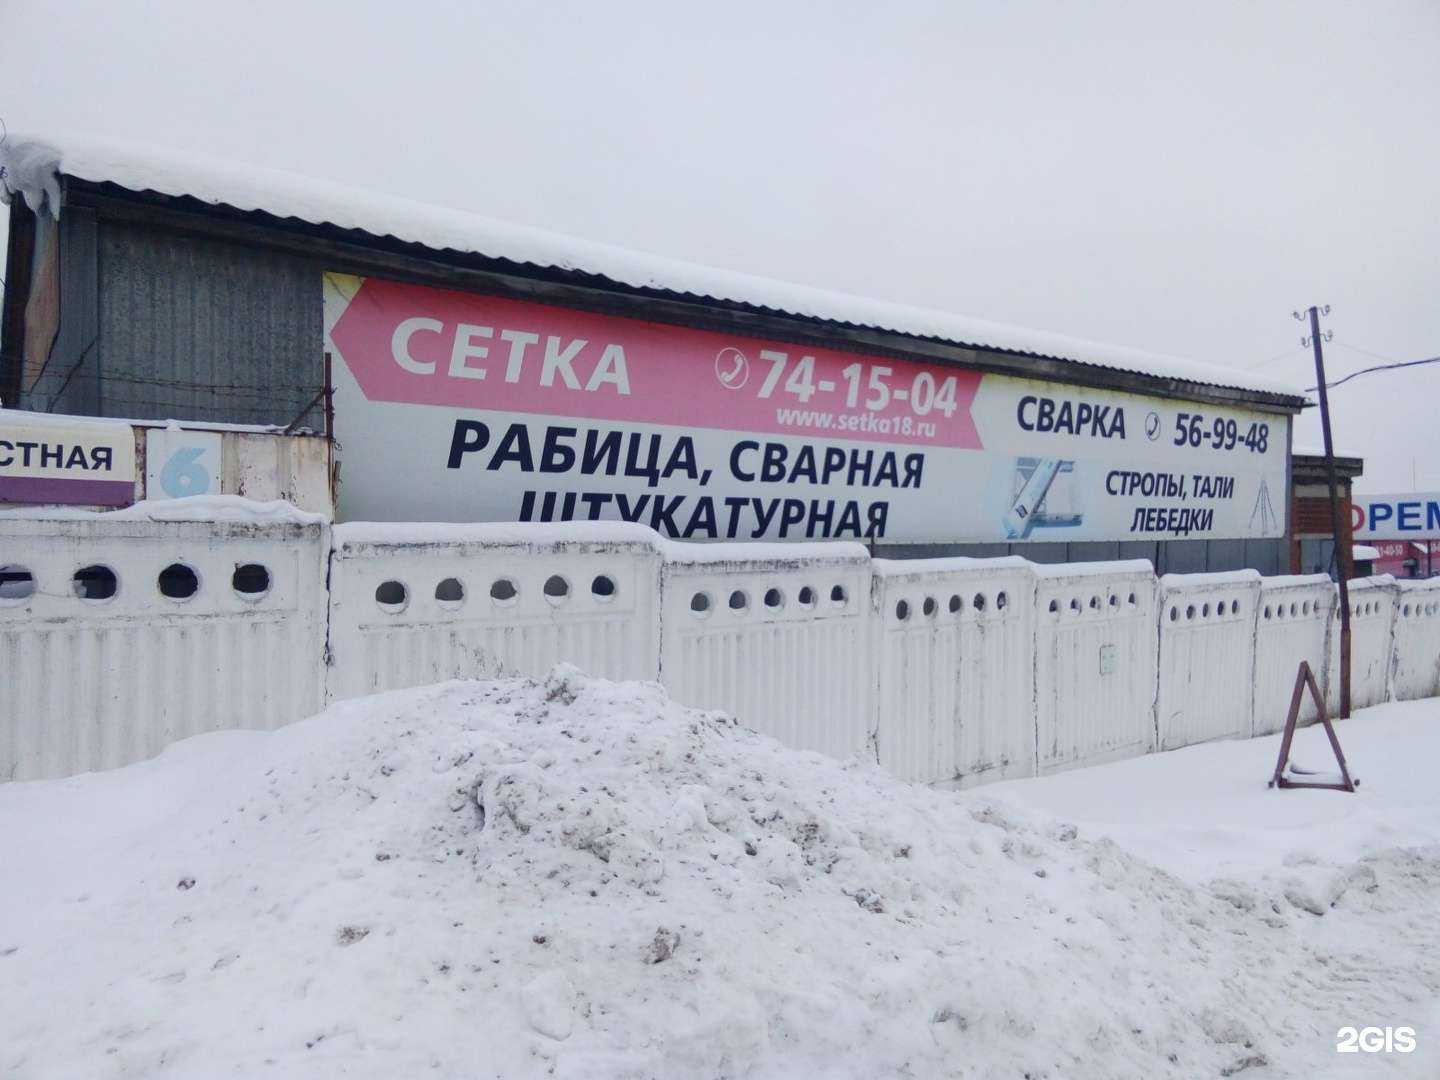 СЕТКА 74-15-04
www.setka18.ru
РАБИЦА, СВАРНАЯ
ШТУКАТУРНАЯ
СВАРКА 56-99-48
СТРОПЫ, ТАЛИ
ЛЕБЕДКИ
СТНАЯ
6
РЕМ
2GIS